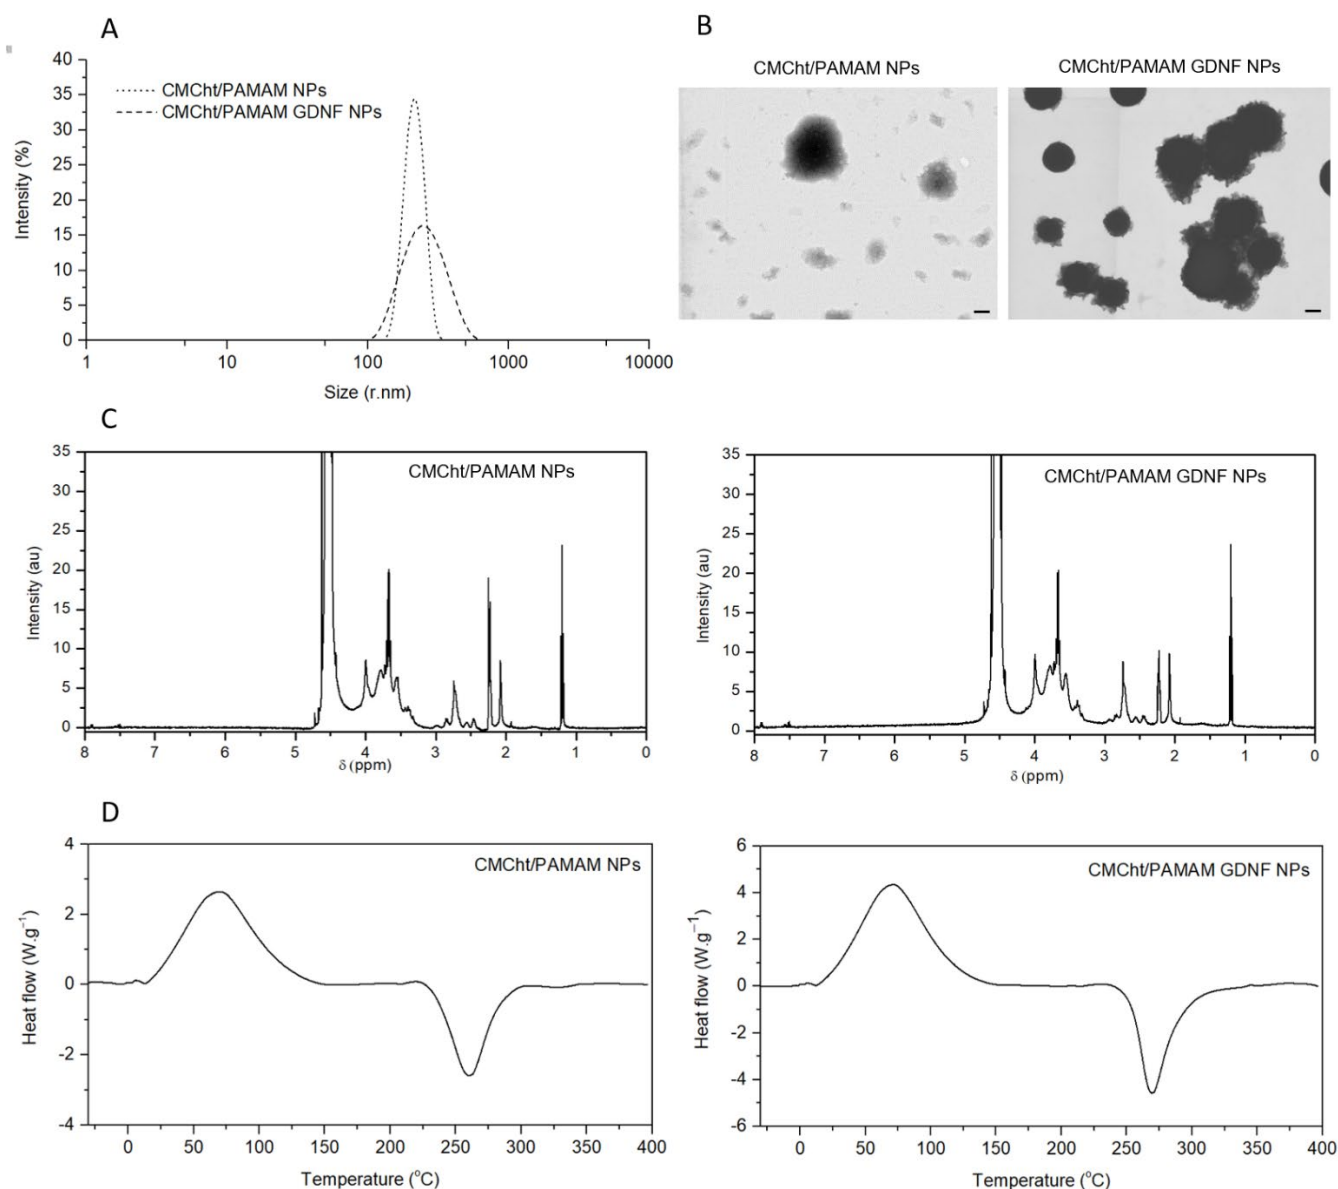 A
40
35
30
25
20
15
10
5
0
Intensity (%)
CMCht/PAMAM NPs
CMCht/PAMAM GDNF NPs
1 10 100 1000 10000
Size (r.nm)
B
CMCht/PAMAM NPs
CMCht/PAMAM GDNF NPs
C
35
30
25
20
15
10
5
0
Intensity (au)
CMCht/PAMAM NPs
8 7 6 5 4 3 2 1 0
δ (ppm)
35
30
25
20
15
10
5
0
Intensity (au)
CMCht/PAMAM GDNF NPs
8 7 6 5 4 3 2 1 0
δ (ppm)
D
4
2
0
-2
-4
Heat flow (W.g⁻¹)
CMCht/PAMAM NPs
0 50 100 150 200 250 300 350 400
Temperature (°C)
6
4
2
0
-2
-4
-6
Heat flow (W.g⁻¹)
CMCht/PAMAM GDNF NPs
0 50 100 150 200 250 300 350 400
Temperature (°C)